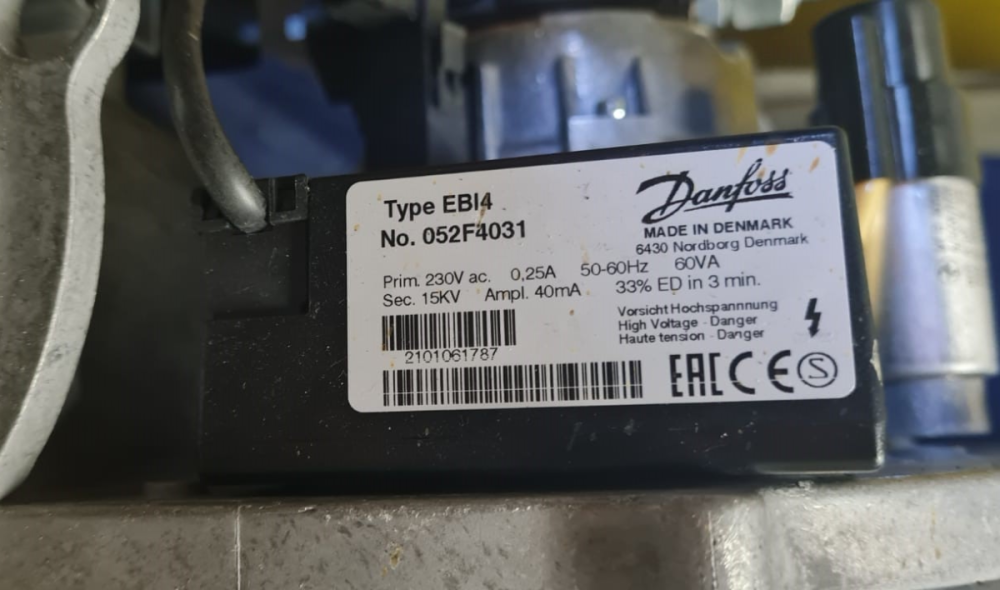 Type EBI4
No. 052F4031
Danfoss
MADE IN DENMARK
6430 Nordborg Denmark
Prim. 230V ac. 0,25A 50-60Hz 60VA
Sec. 15KV Ampl. 40mA 33% ED in 3 min.
Vorsicht Hochspannnung
High Voltage - Danger
Haute tension - Danger
2101061787
EAC CE S